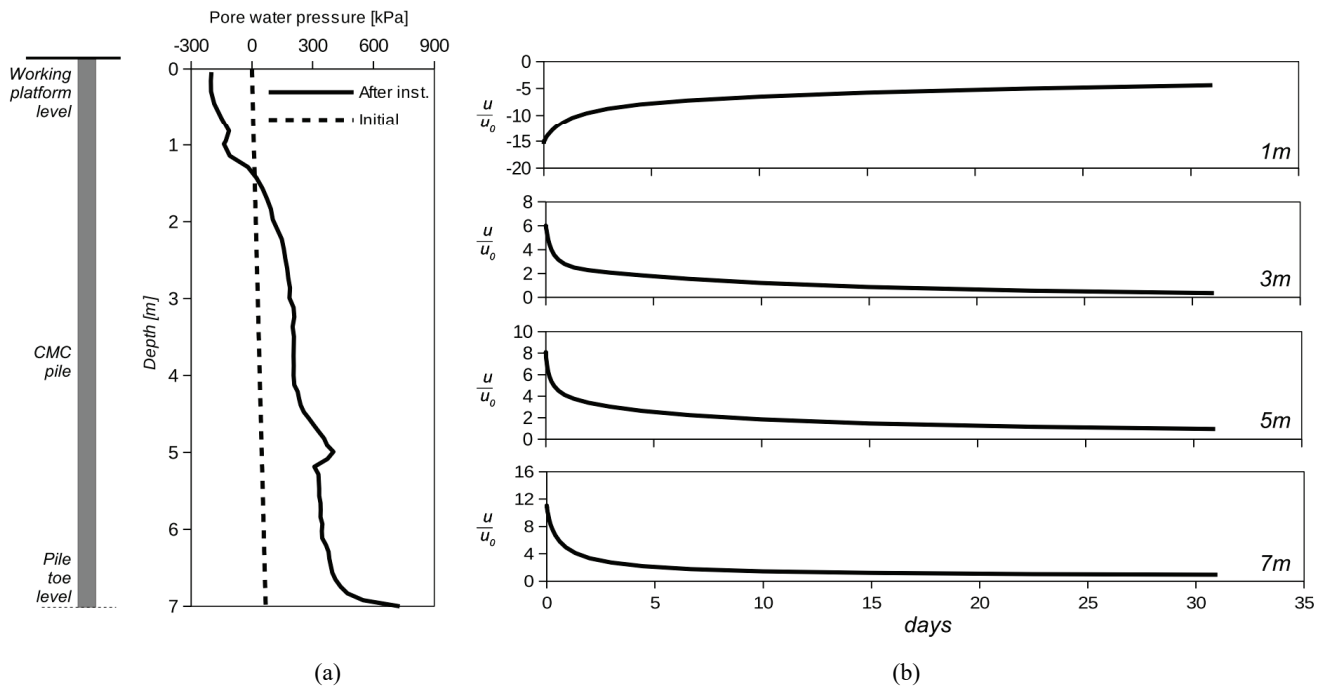 Pore water pressure [kPa]
-300 0 300 600 900
Working
platform
level
CMC
pile
Pile
toe
level
Depth [m]
0
1
2
3
4
5
6
7
After inst.
Initial
(a)
u
u0
0
-5
-10
-15
-20
1m
u
u0
8
6
4
2
0
3m
u
u0
10
8
6
4
2
0
5m
u
u0
16
12
8
4
0
7m
0 5 10 15 20 25 30 35
days
(b)